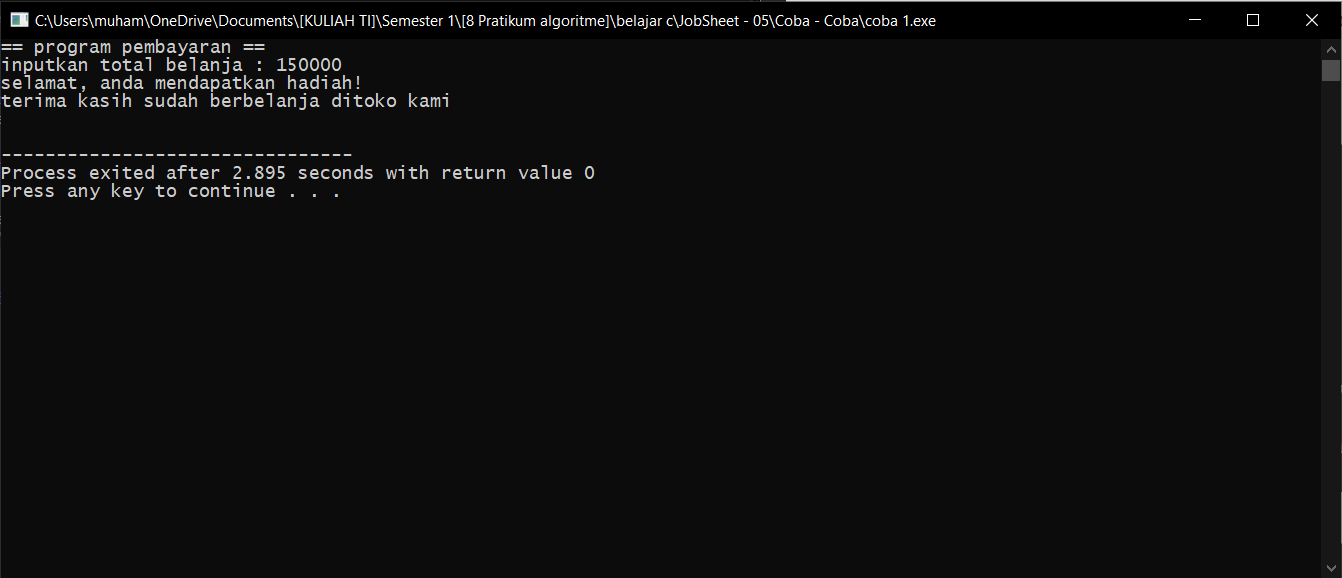 C:\Users\muham\OneDrive\Documents\[KULIAH TI]\Semester 1\[8 Pratikum algoritme]\belajar c\JobSheet - 05\Coba - Coba\coba 1.exe
== program pembayaran ==
inputkan total belanja : 150000
selamat, anda mendapatkan hadiah!
terima kasih sudah berbelanja ditoko kami
--------------------------------
Process exited after 2.895 seconds with return value 0
Press any key to continue . . .